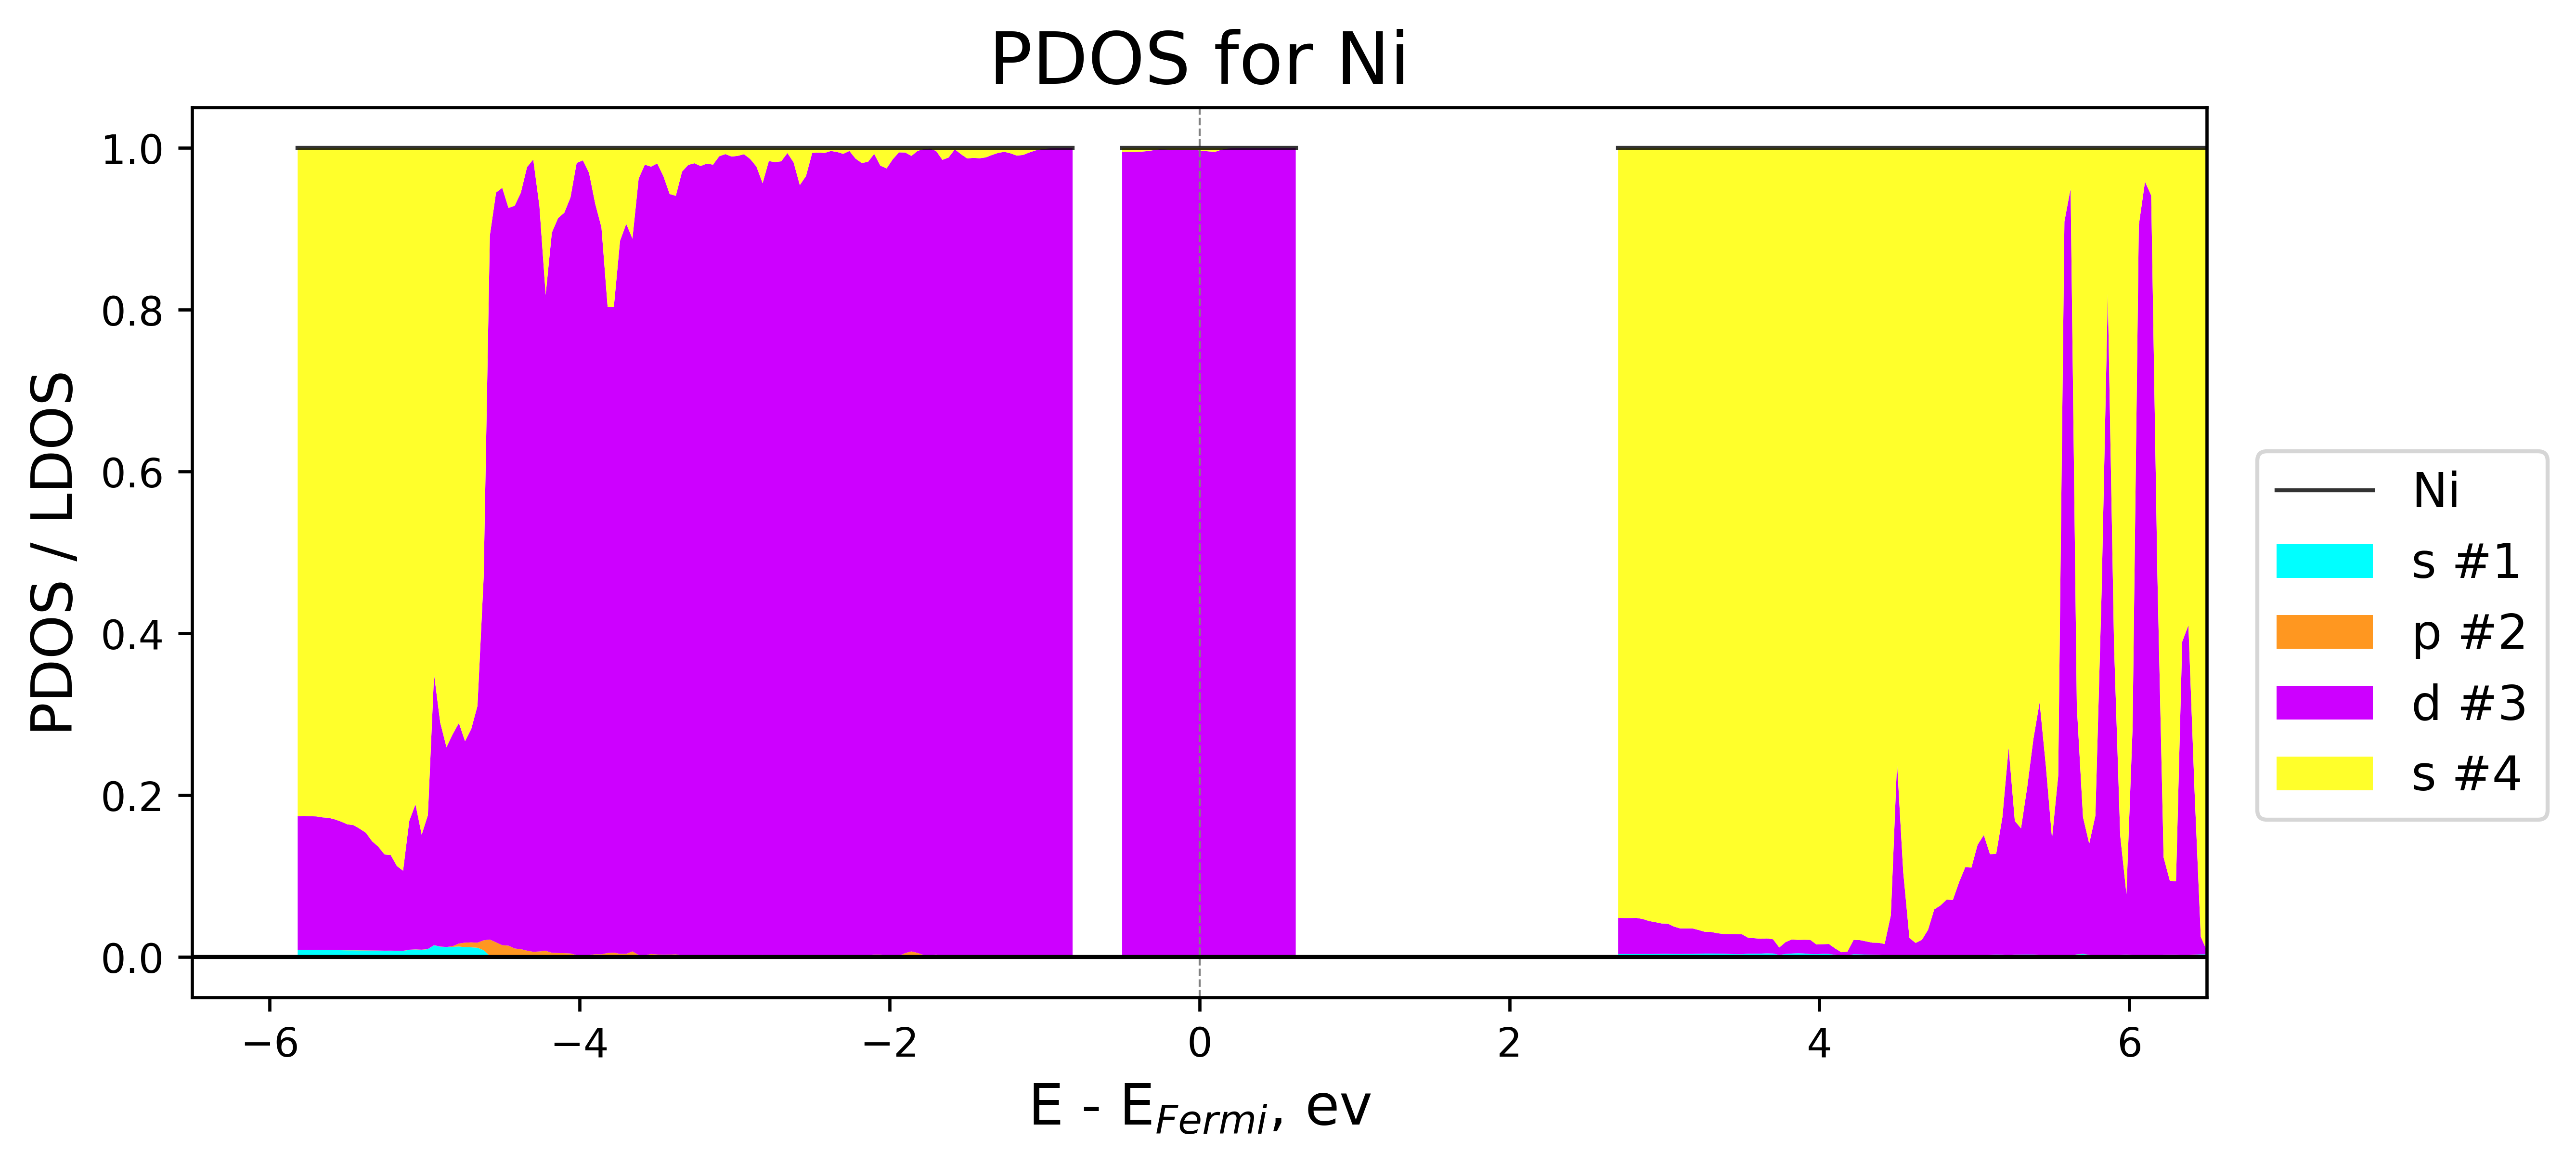 PDOS for Ni
PDOS / LDOS
1.0
0.8
0.6
0.4
0.2
0.0
−6
−4
−2
0
2
4
6
E - E_Fermi, ev
Ni
s #1
p #2
d #3
s #4